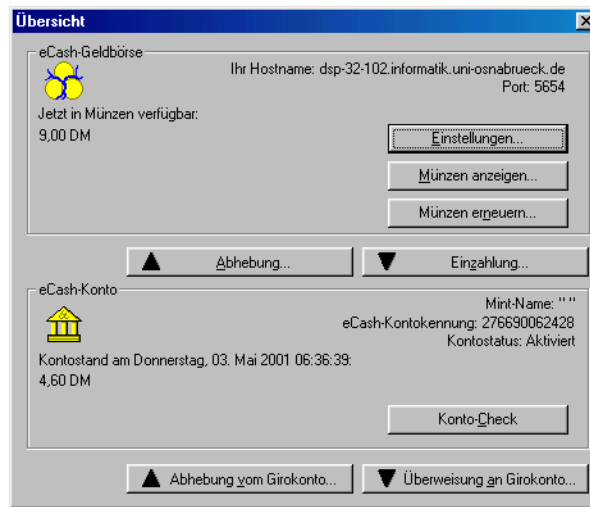 Übersicht
eCash-Geldbörse
Ihr Hostname: dsp-32-102.informatik.uni-osnabrueck.de
Port: 5654
Jetzt in Münzen verfügbar:
9,00 DM
Einstellungen...
Münzen anzeigen...
Münzen erneuern...
Abhebung...
Einzahlung...
eCash-Konto
Mint-Name: " "
eCash-Kontokennung: 276690062428
Kontostatus: Aktiviert
Kontostand am Donnerstag, 03. Mai 2001 06:36:39:
4,60 DM
Konto-Check
Abhebung vom Girokonto...
Überweisung an Girokonto...